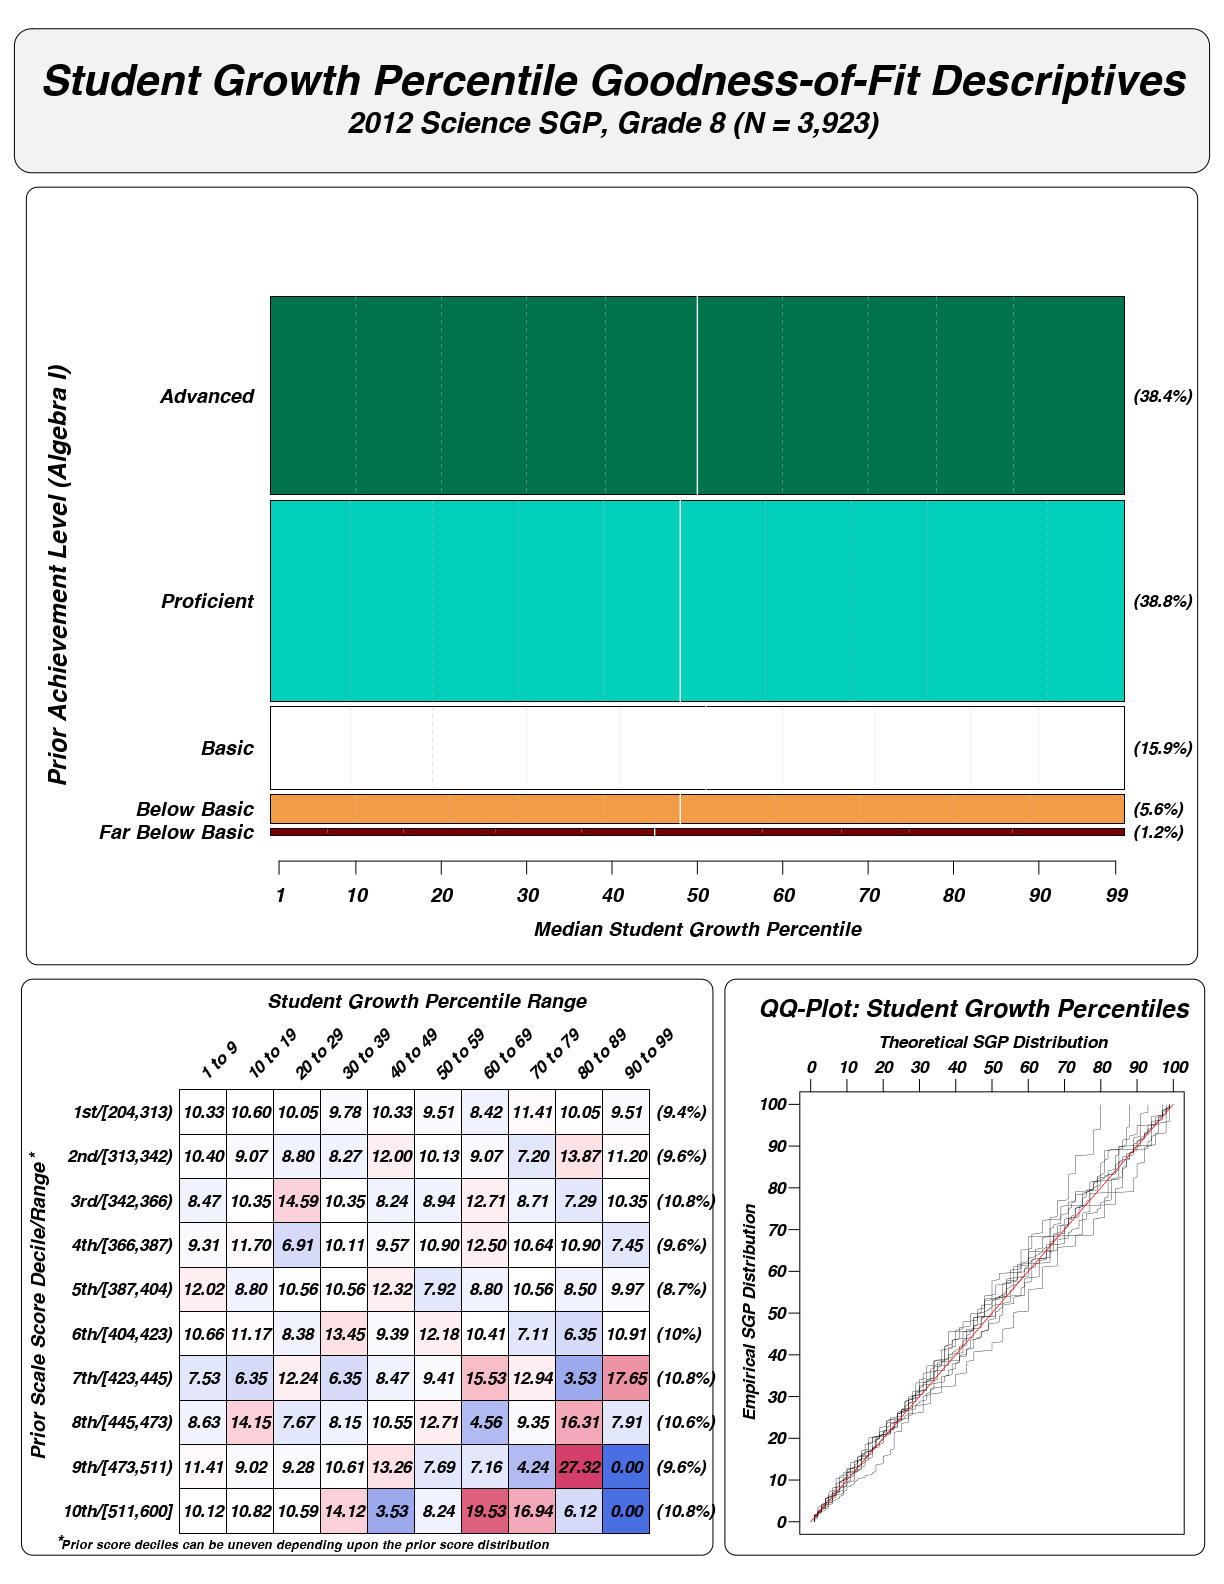 Student Growth Percentile Goodness-of-Fit Descriptives
2012 Science SGP, Grade 8 (N = 3,923)
Prior Achievement Level (Algebra I)
Advanced (38.4%)
Proficient (38.8%)
Basic (15.9%)
Below Basic (5.6%)
Far Below Basic (1.2%)
1 10 20 30 40 50 60 70 80 90 99
Median Student Growth Percentile
Student Growth Percentile Range
1 to 9 10 to 19 20 to 29 30 to 39 40 to 49 50 to 59 60 to 69 70 to 79 80 to 89 90 to 99
Prior Scale Score Decile/Range*
1st/[204,313) 10.33 10.60 10.05 9.78 10.33 9.51 8.42 11.41 10.05 9.51 (9.4%)
2nd/[313,342) 10.40 9.07 8.80 8.27 12.00 10.13 9.07 7.20 13.87 11.20 (9.6%)
3rd/[342,366) 8.47 10.35 14.59 10.35 8.24 8.94 12.71 8.71 7.29 10.35 (10.8%)
4th/[366,387) 9.31 11.70 6.91 10.11 9.57 10.90 12.50 10.64 10.90 7.45 (9.6%)
5th/[387,404) 12.02 8.80 10.56 10.56 12.32 7.92 8.80 10.56 8.50 9.97 (8.7%)
6th/[404,423) 10.66 11.17 8.38 13.45 9.39 12.18 10.41 7.11 6.35 10.91 (10%)
7th/[423,445) 7.53 6.35 12.24 6.35 8.47 9.41 15.53 12.94 3.53 17.65 (10.8%)
8th/[445,473) 8.63 14.15 7.67 8.15 10.55 12.71 4.56 9.35 16.31 7.91 (10.6%)
9th/[473,511) 11.41 9.02 9.28 10.61 13.26 7.69 7.16 4.24 27.32 0.00 (9.6%)
10th/[511,600] 10.12 10.82 10.59 14.12 3.53 8.24 19.53 16.94 6.12 0.00 (10.8%)
*Prior score deciles can be uneven depending upon the prior score distribution
QQ-Plot: Student Growth Percentiles
Theoretical SGP Distribution
0 10 20 30 40 50 60 70 80 90 100
Empirical SGP Distribution
100
90
80
70
60
50
40
30
20
10
0